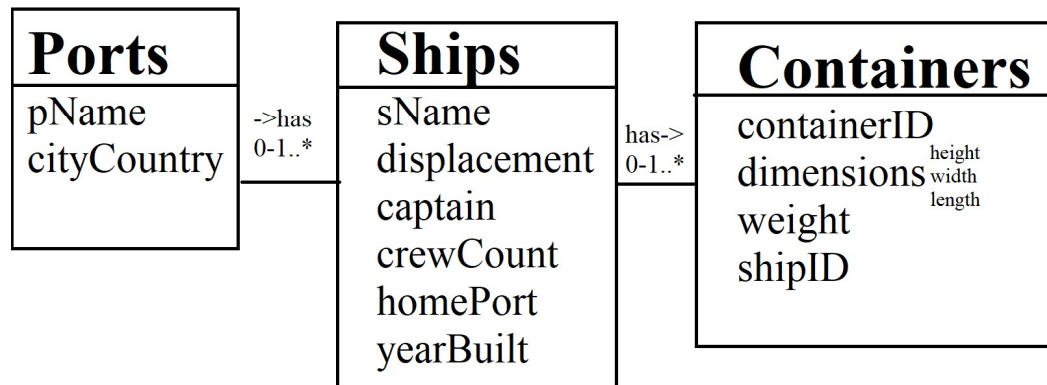 Ports
pName
cityCountry
->has
0-1..*
Ships
sName
displacement
captain
crewCount
homePort
yearBuilt
has->
0-1..*
Containers
containerID
dimensions
height
width
length
weight
shipID